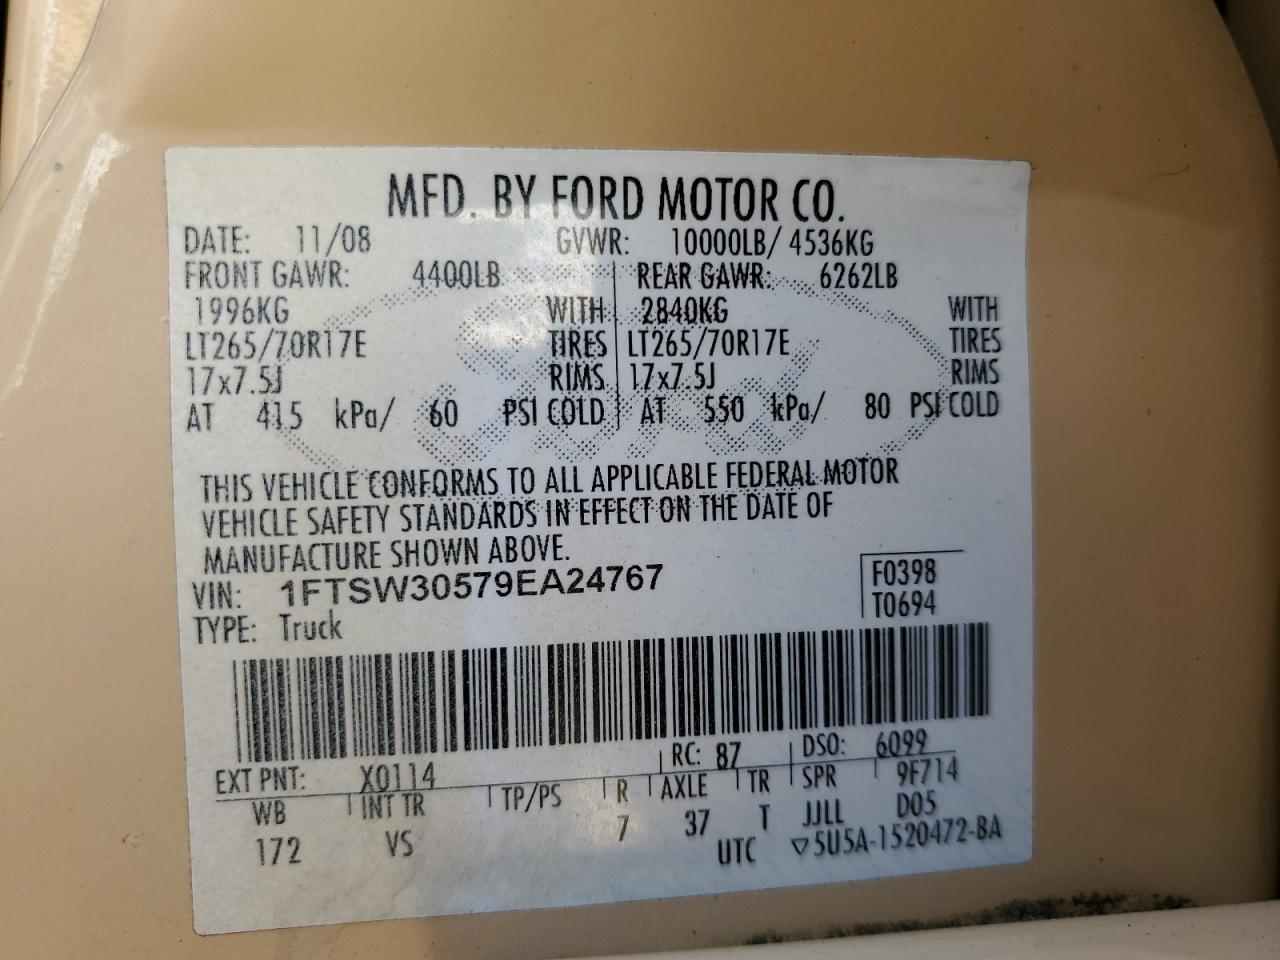 MFD. BY FORD MOTOR CO.
DATE: 11/08 GVWR: 10000LB/ 4536KG
FRONT GAWR: 4400LB REAR GAWR: 6262LB
1996KG WITH 2840KG WITH
LT265/70R17E TIRES LT265/70R17E TIRES
17x7.5J RIMS 17x7.5J RIMS
AT 415 kPa/ 60 PSI COLD AT 550 kPa/ 80 PSI COLD
THIS VEHICLE CONFORMS TO ALL APPLICABLE FEDERAL MOTOR
VEHICLE SAFETY STANDARDS IN EFFECT ON THE DATE OF
MANUFACTURE SHOWN ABOVE.
VIN: 1FTSW30579EA24767 F0398
TYPE: Truck T0694
EXT PNT: X0114 RC: 87 DSO: 6099
WB INT TR TP/PS R AXLE TR SPR 9F714
172 VS 7 37 T JJLL D05
UTC ▽5U5A-1520472-BA